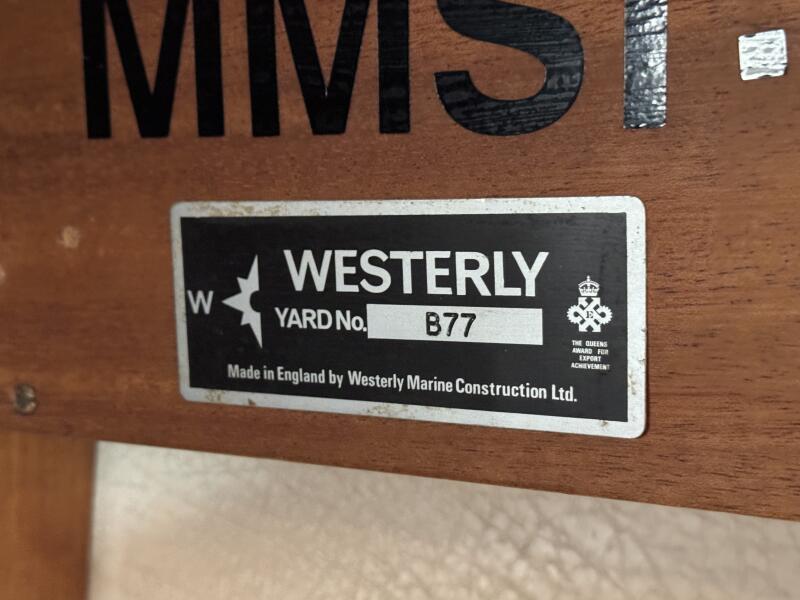 MMSI.
W
WESTERLY
YARD No. B77
THE QUEENS
AWARD FOR
EXPORT
ACHIEVEMENT
Made in England by Westerly Marine Construction Ltd.